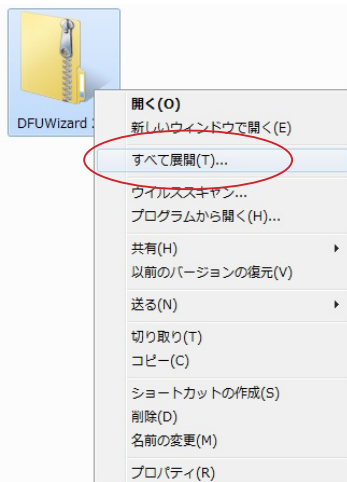 DFUWizard
開く(O)
新しいウィンドウで開く(E)
すべて展開(T)...
ウイルススキャン...
プログラムから開く(H)...
共有(H)
以前のバージョンの復元(V)
送る(N)
切り取り(T)
コピー(C)
ショートカットの作成(S)
削除(D)
名前の変更(M)
プロパティ(R)